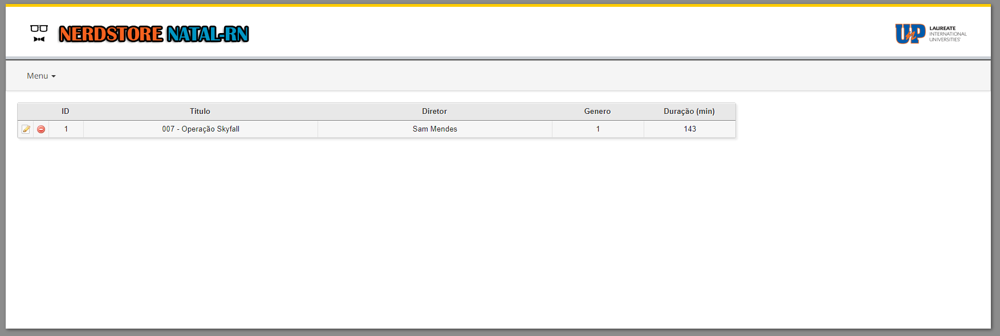 NERDSTORE NATAL-RN
UnP LAUREATE
INTERNATIONAL
UNIVERSITIES®
Menu
ID Titulo Diretor Genero Duração (min)
1 007 - Operação Skyfall Sam Mendes 1 143